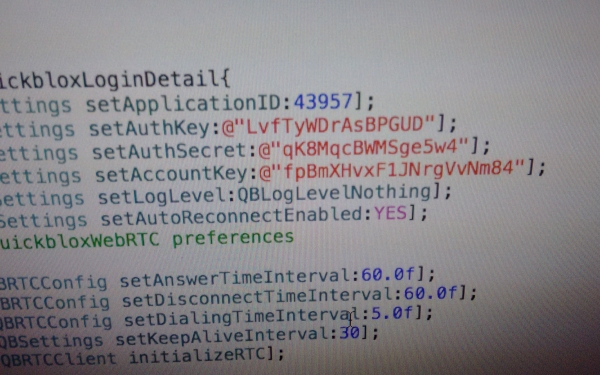 ickbloxLoginDetail{
ttings setApplicationID:43957];
ettings setAuthKey:@"LvfTyWDrAsBPGUD"];
ettings setAuthSecret:@"qK8MqcBWMSge5w4"];
ettings setAccountKey:@"fpBmXHvxF1JNrgVvNm84"];
Settings setLogLevel:QBLogLevelNothing];
Settings setAutoReconnectEnabled:YES];
uickbloxWebRTC preferences
BRTCConfig setAnswerTimeInterval:60.0f];
BRTCConfig setDisconnectTimeInterval:60.0f];
QBRTCConfig setDialingTimeInterval:5.0f];
QBSettings setKeepAliveInterval:30];
QBRTCClient initializeRTC];